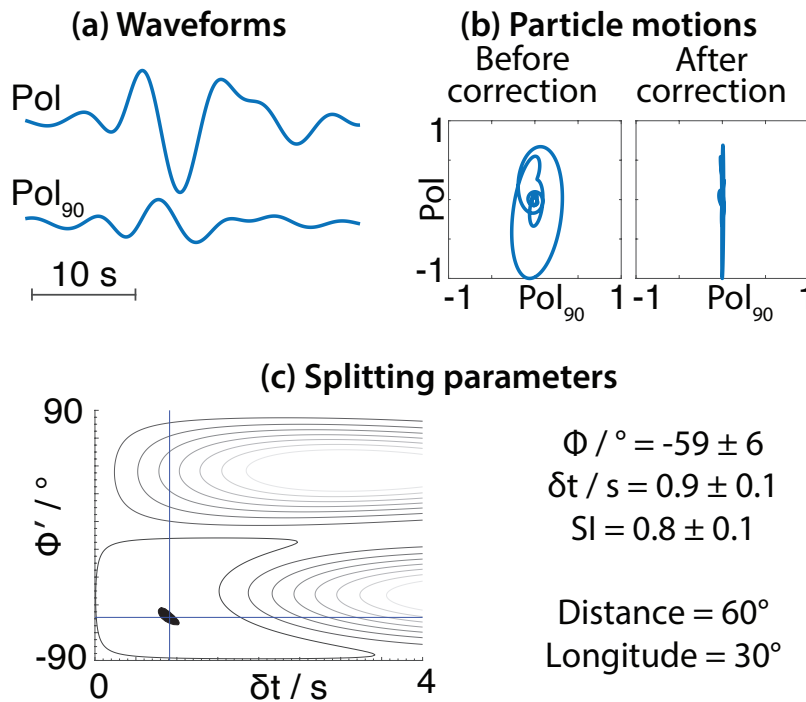 (a) Waveforms
Pol
Pol₉₀
10 s
(b) Particle motions
Before correction
After correction
1
Pol
-1
-1
Pol₉₀
1
-1
Pol₉₀
1
(c) Splitting parameters
90
Φ′ / °
-90
0
δt / s
4
Φ / ° = -59 ± 6
δt / s = 0.9 ± 0.1
SI = 0.8 ± 0.1
Distance = 60°
Longitude = 30°